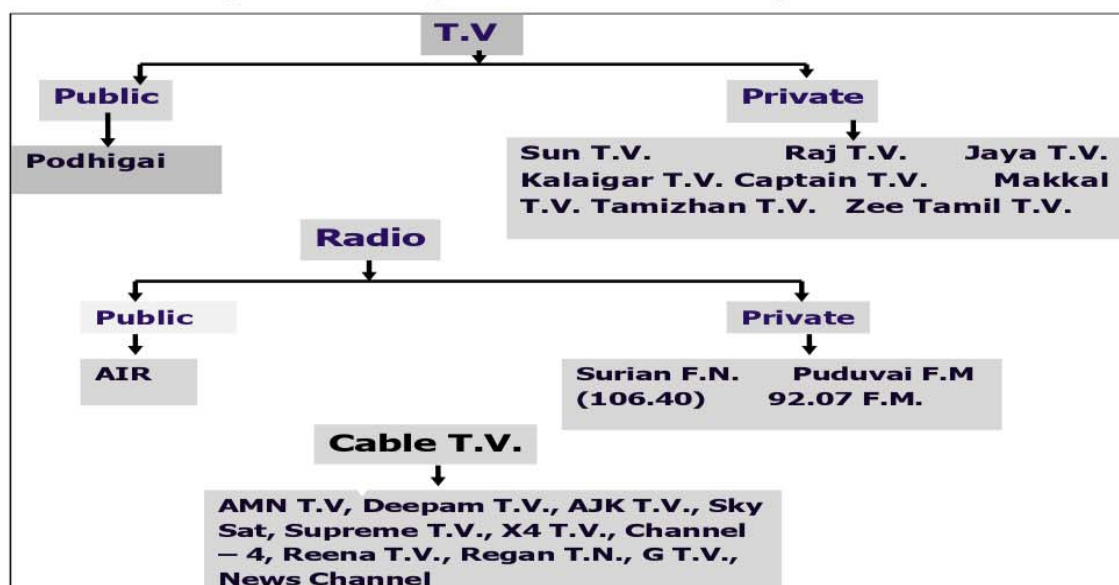 T.V
Public
Private
Podhigai
Sun T.V. Raj T.V. Jaya T.V.
Kalaigar T.V. Captain T.V. Makkal
T.V. Tamizhan T.V. Zee Tamil T.V.
Radio
Public
Private
AIR
Surian F.N. Puduvai F.M
(106.40) 92.07 F.M.
Cable T.V.
AMN T.V, Deepam T.V., AJK T.V., Sky
Sat, Supreme T.V., X4 T.V., Channel
– 4, Reena T.V., Regan T.N., G T.V.,
News Channel